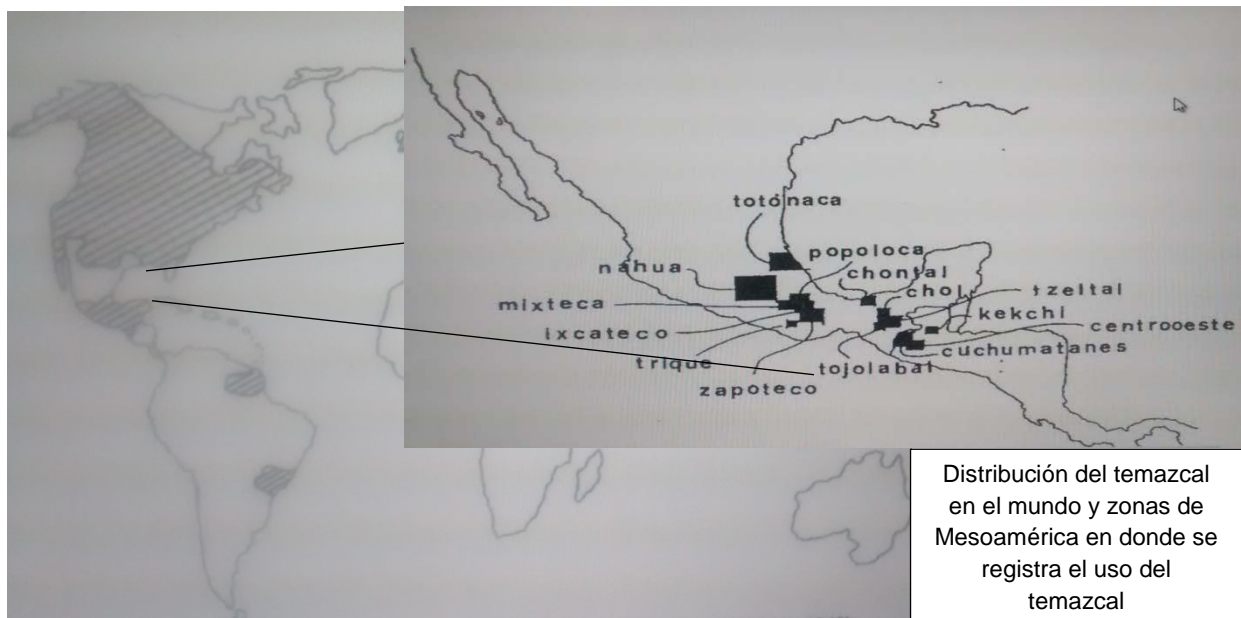 totónaca
popoloca
nahua
chontal
chol
tzeltal
mixteca
kekchi
ixcateco
centrooeste
trique
cuchumatanes
tojolabal
zapoteco
Distribución del temazcal
en el mundo y zonas de
Mesoamérica en donde se
registra el uso del
temazcal